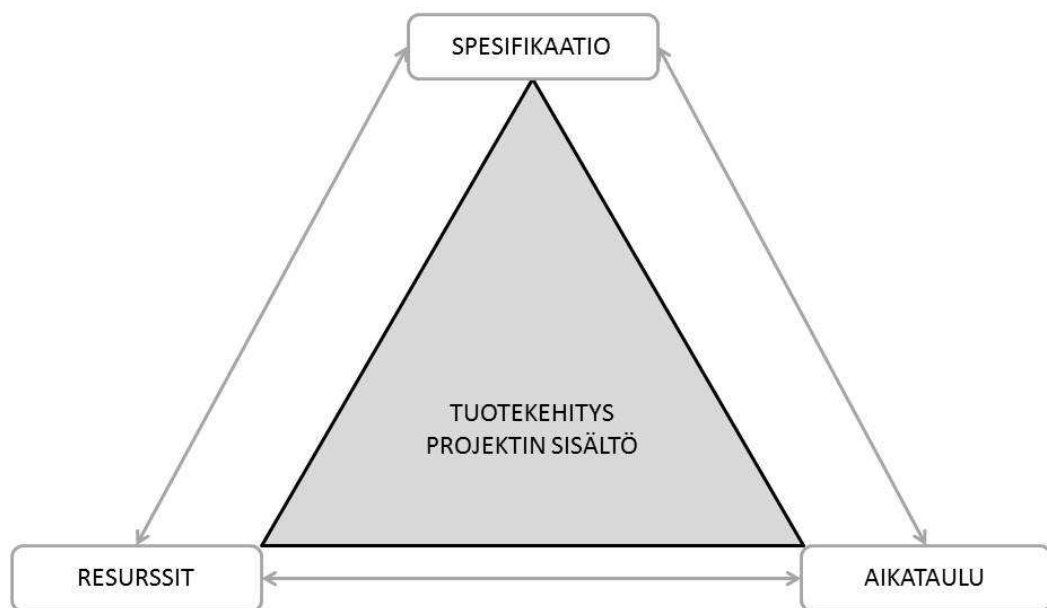 SPESIFIKAATIO
TUOTEKEHITYS
PROJEKTIN SISÄLTÖ
RESURSSIT
AIKATAULU